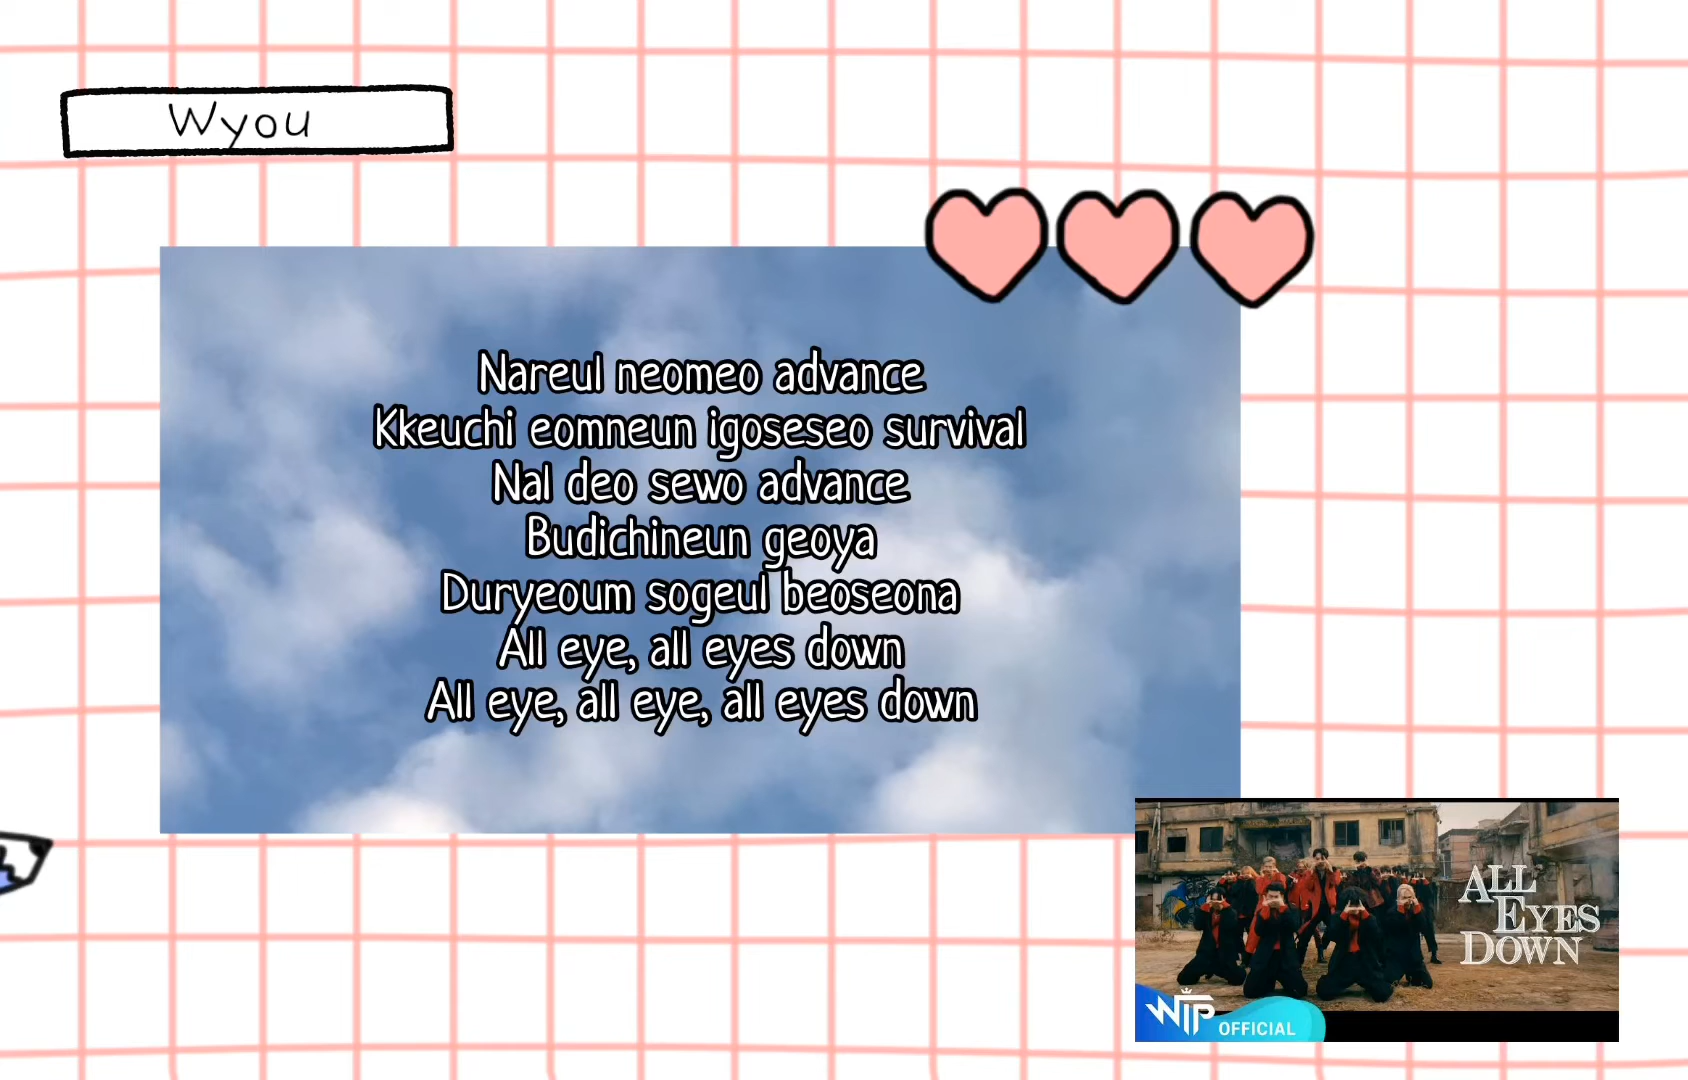 Wyou
Nareul neomeo advance
Kkeuchi eomneun igoseseo survival
Nal deo sewo advance
Budichineun geoya
Duryeoum sogeul beoseona
All eye, all eyes down
All eye, all eye, all eyes down
ALL
EYES
DOWN
WIP
OFFICIAL